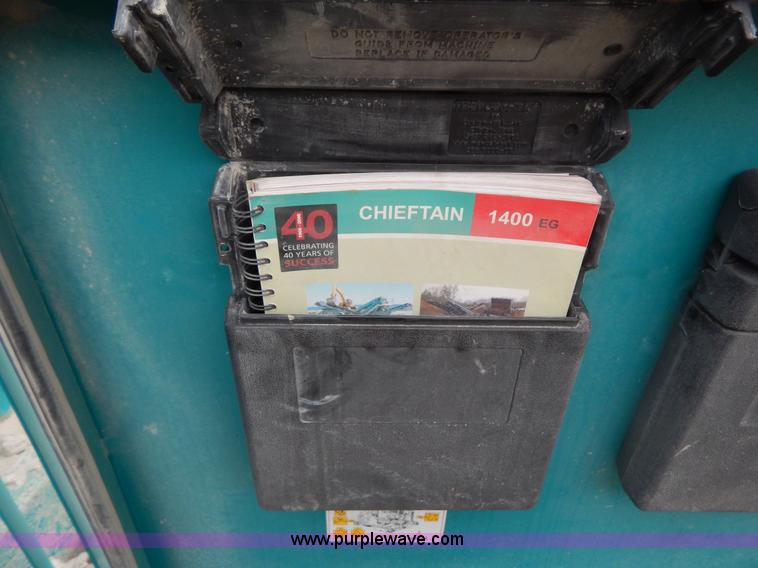 DO NOT REMOVE OPERATOR'S
GUIDE FROM MACHINE
REPLACE IF DAMAGED
CHIEFTAIN 1400 EG
40
CELEBRATING
40 YEARS OF
SUCCESS
www.purplewave.com